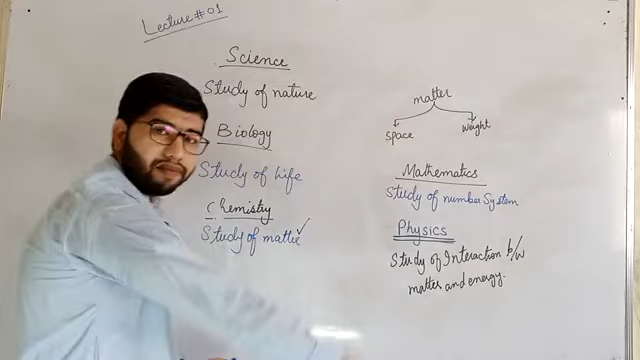 Lecture # 01
Science
Study of nature
Biology
Study of life
Chemistry
Study of matter
matter
space weight
Mathematics
Study of number System
Physics
Study of Interaction b/w
matter and energy.